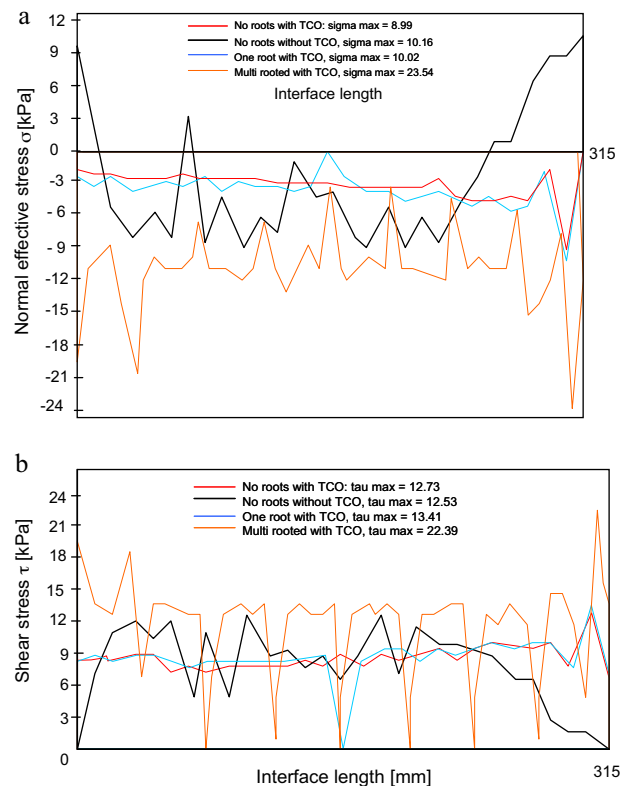 a
Normal effective stress σ[kPa]
12
9
6
3
0
-3
-6
-9
-12
-15
-18
-21
-24
No roots with TCO: sigma max = 8.99
No roots without TCO, sigma max = 10.16
One root with TCO, sigma max = 10.02
Multi rooted with TCO, sigma max = 23.54
Interface length
315
b
Shear stress τ [kPa]
24
21
18
15
12
9
6
3
0
No roots with TCO: tau max = 12.73
No roots without TCO, tau max = 12.53
One root with TCO, tau max = 13.41
Multi rooted with TCO, tau max = 22.39
Interface length [mm]
315